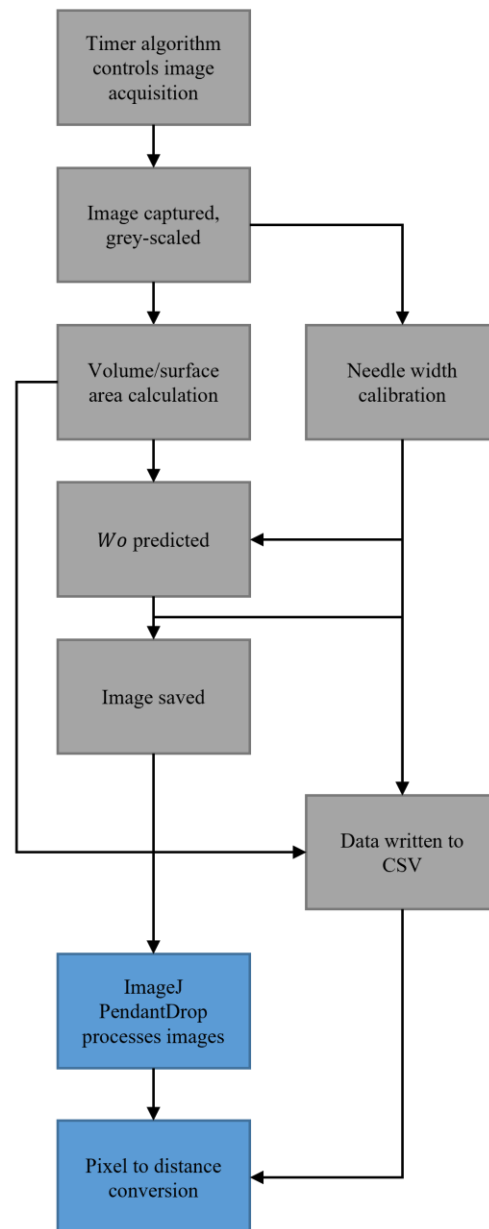 Timer algorithm
controls image
acquisition
Image captured,
grey-scaled
Volume/surface
area calculation
Needle width
calibration
Wo predicted
Image saved
Data written to
CSV
ImageJ
PendantDrop
processes images
Pixel to distance
conversion